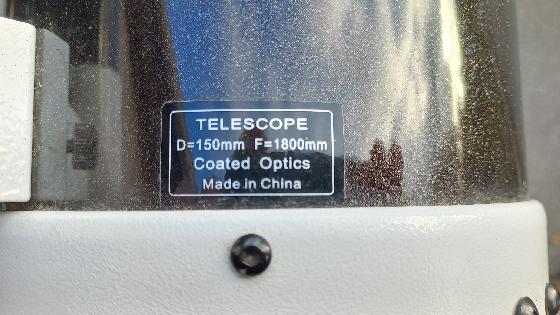 TELESCOPE
D=150mm F=1800mm
Coated Optics
Made in China